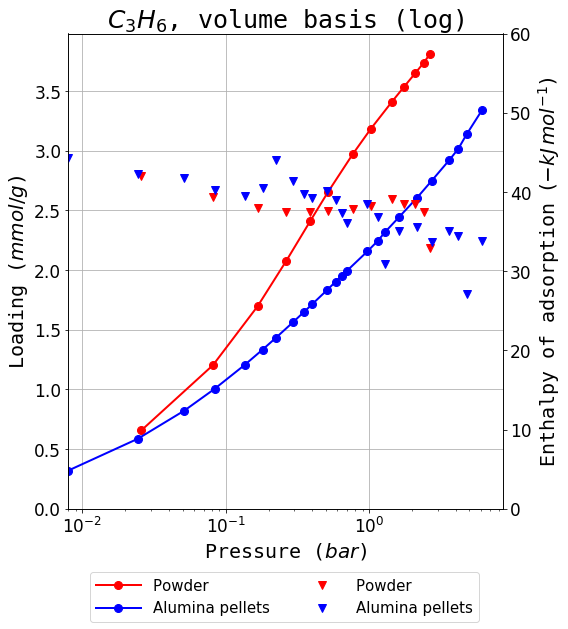 C₃H₆, volume basis (log)
Loading (mmol/g)
3.5
3.0
2.5
2.0
1.5
1.0
0.5
0.0
60
50
40
30
20
10
0
Enthalpy of adsorption (−kJ mol⁻¹)
10⁻² 10⁻¹ 10⁰
Pressure (bar)
Powder Powder
Alumina pellets Alumina pellets